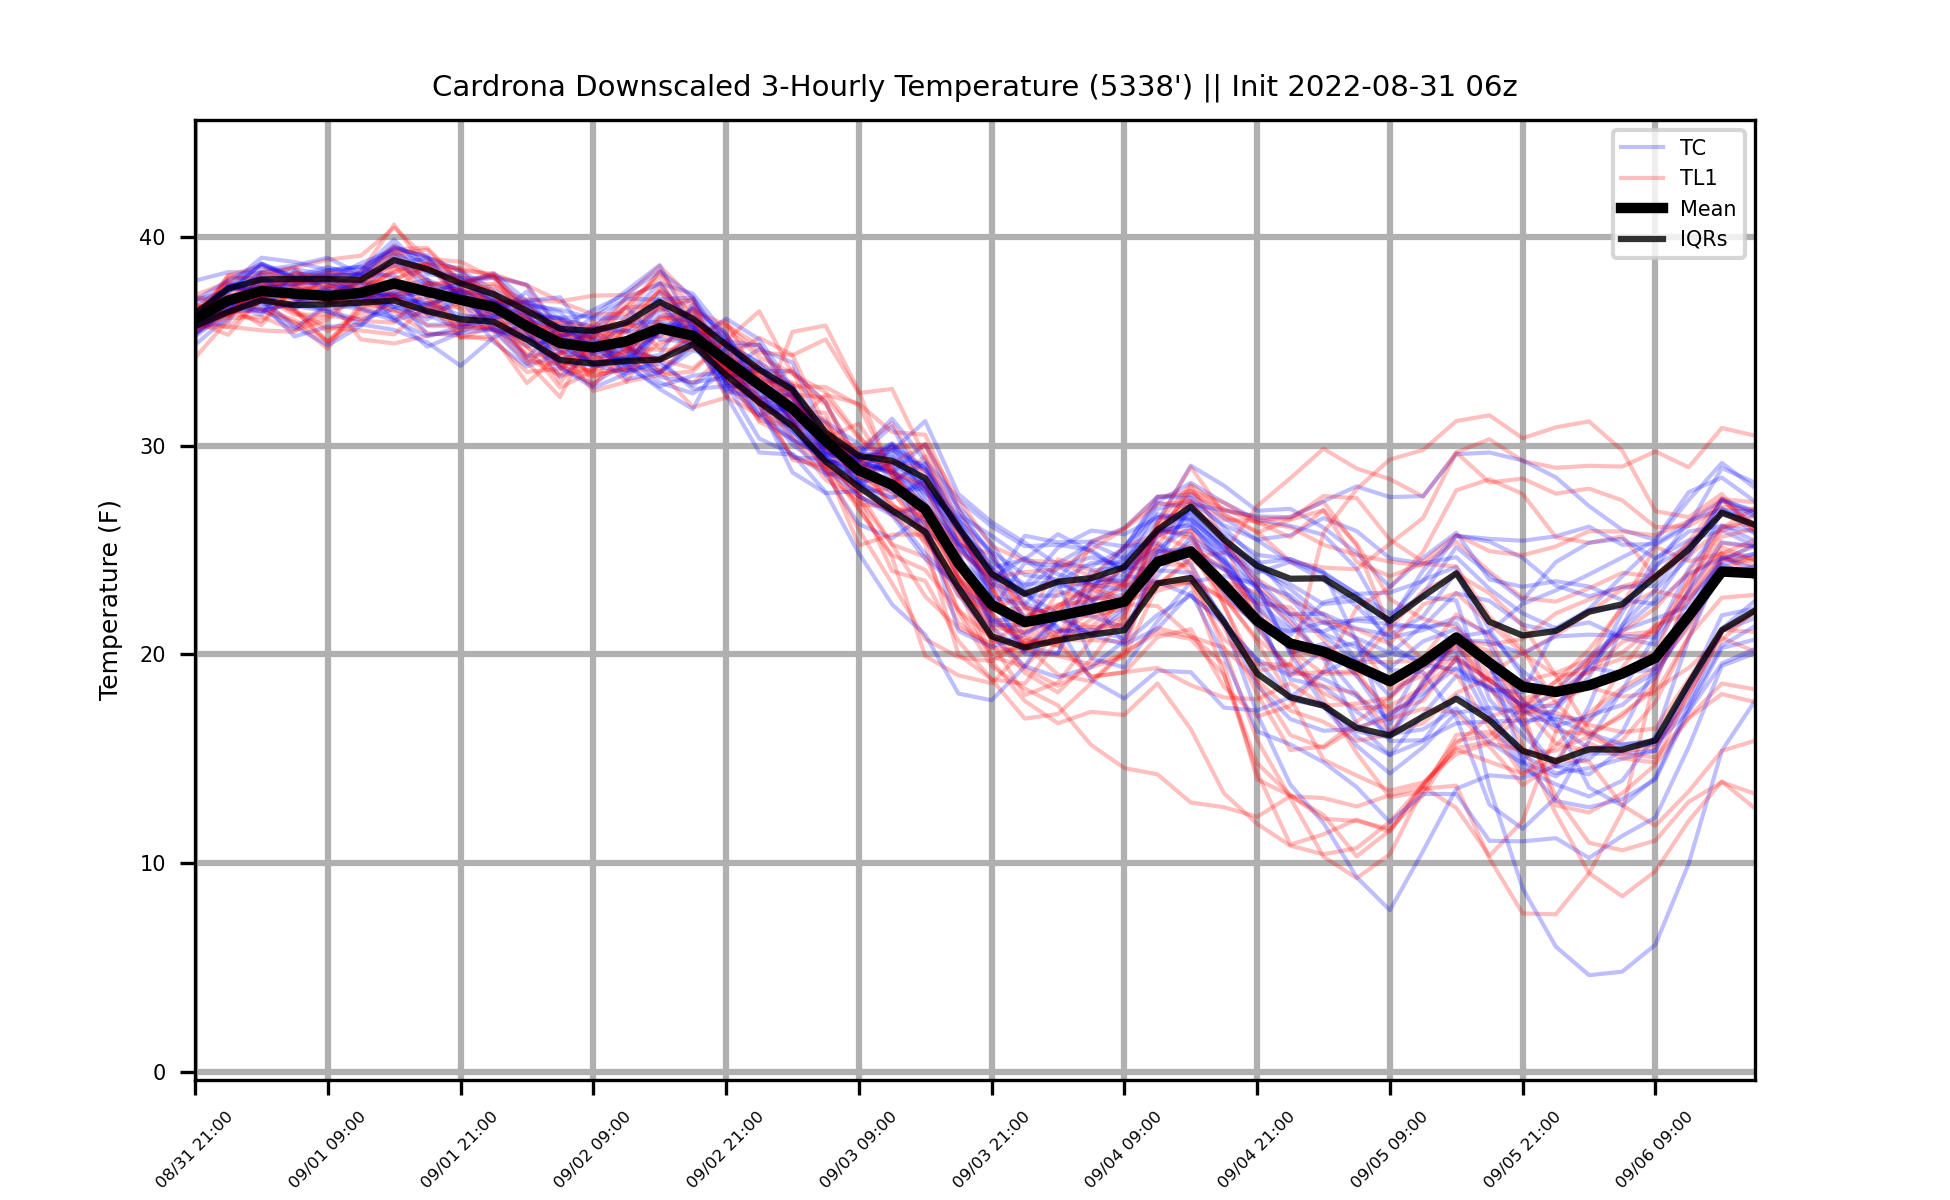 Cardrona Downscaled 3-Hourly Temperature (5338') || Init 2022-08-31 06z
TC
TL1
Mean
IQRs
Temperature (F)
40
30
20
10
0
08/31 21:00
09/01 09:00
09/01 21:00
09/02 09:00
09/02 21:00
09/03 09:00
09/03 21:00
09/04 09:00
09/04 21:00
09/05 09:00
09/05 21:00
09/06 09:00